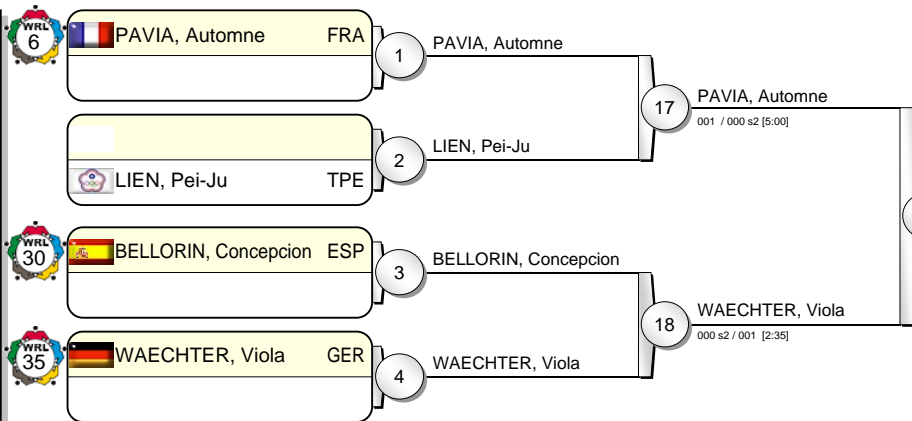 WRL
6
PAVIA, Automne FRA
1
PAVIA, Automne
17
PAVIA, Automne
001 / 000 s2 [5:00]
2
LIEN, Pei-Ju
LIEN, Pei-Ju TPE
WRL
30
BELLORIN, Concepcion ESP
3
BELLORIN, Concepcion
18
WAECHTER, Viola
000 s2 / 001 [2:35]
WRL
35
WAECHTER, Viola GER
4
WAECHTER, Viola